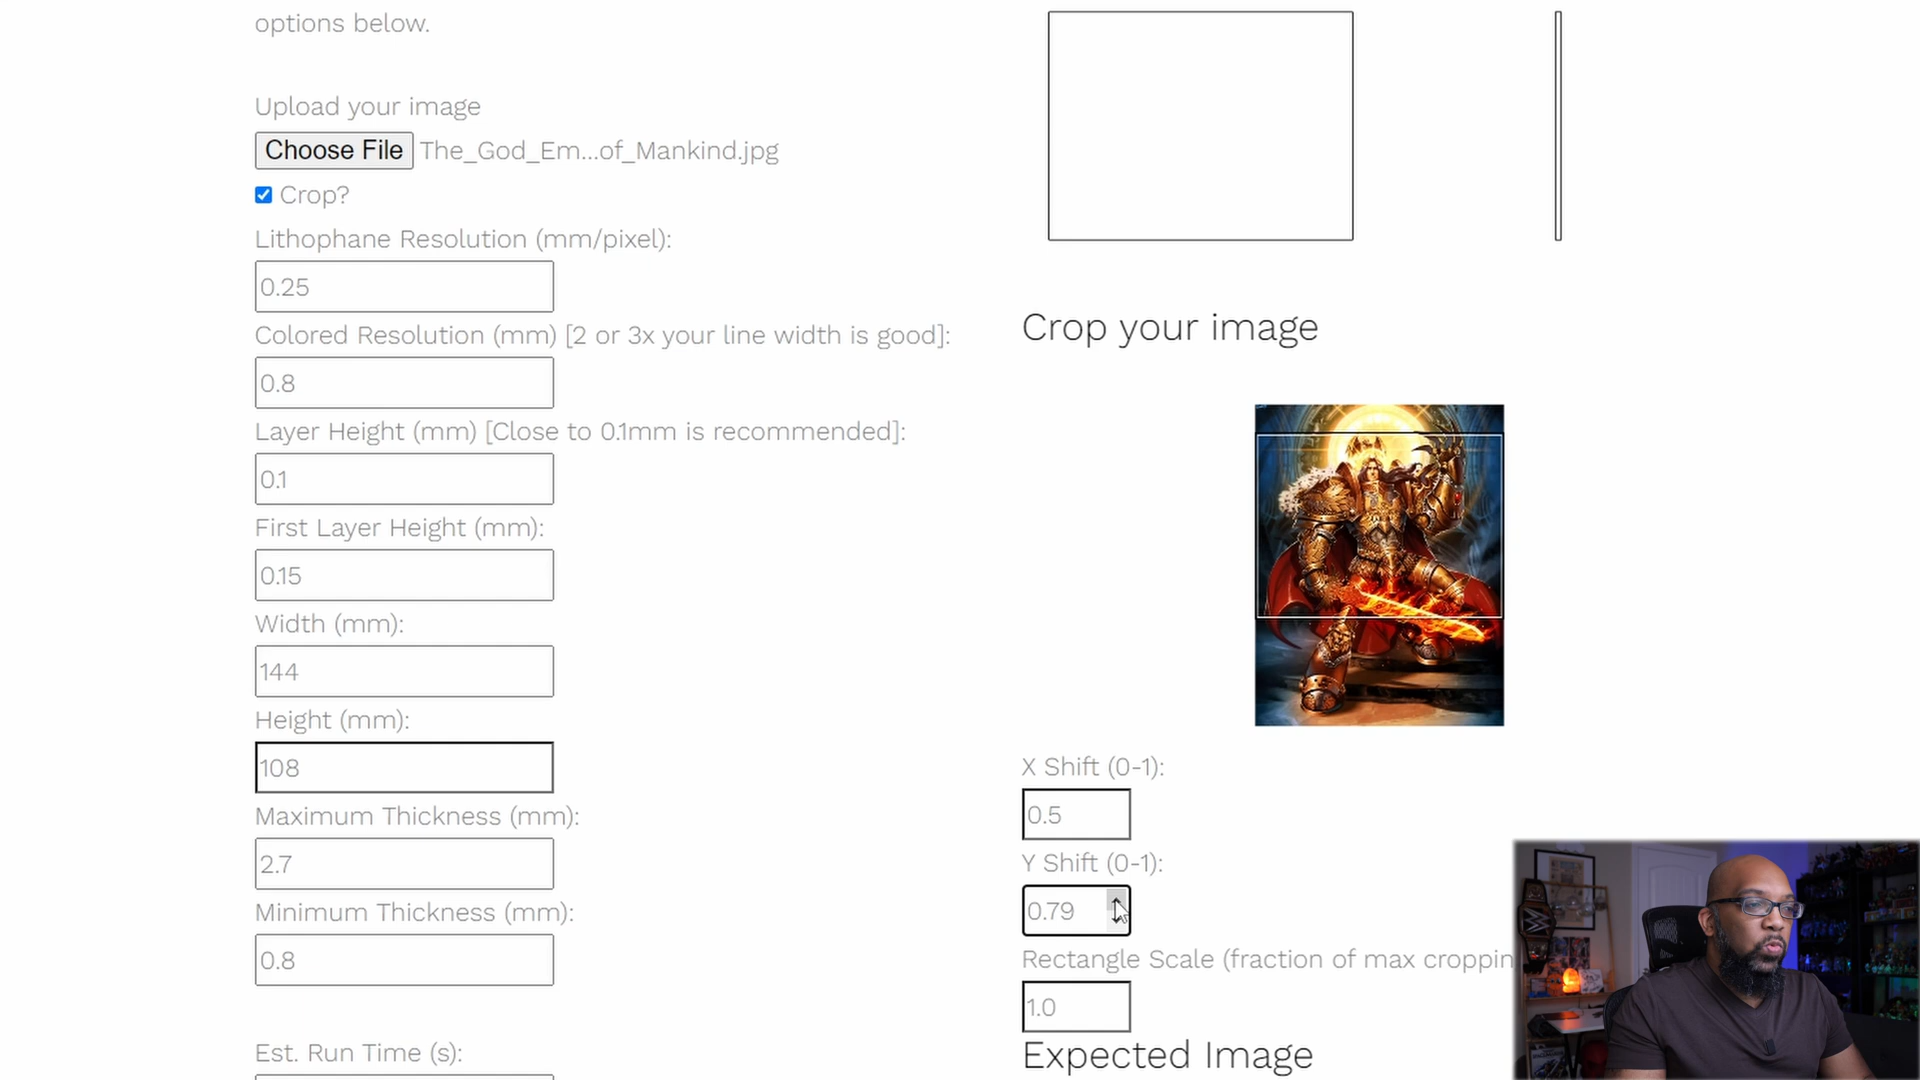 options below.
Upload your image
Choose File The_God_Em...of_Mankind.jpg
Crop?
Lithophane Resolution (mm/pixel):
0.25
Colored Resolution (mm) [2 or 3x your line width is good]:
0.8
Layer Height (mm) [Close to 0.1mm is recommended]:
0.1
First Layer Height (mm):
0.15
Width (mm):
144
Height (mm):
108
Maximum Thickness (mm):
2.7
Minimum Thickness (mm):
0.8
Est. Run Time (s):
Crop your image
X Shift (0-1):
0.5
Y Shift (0-1):
0.79
Rectangle Scale (fraction of max croppin
1.0
Expected Image